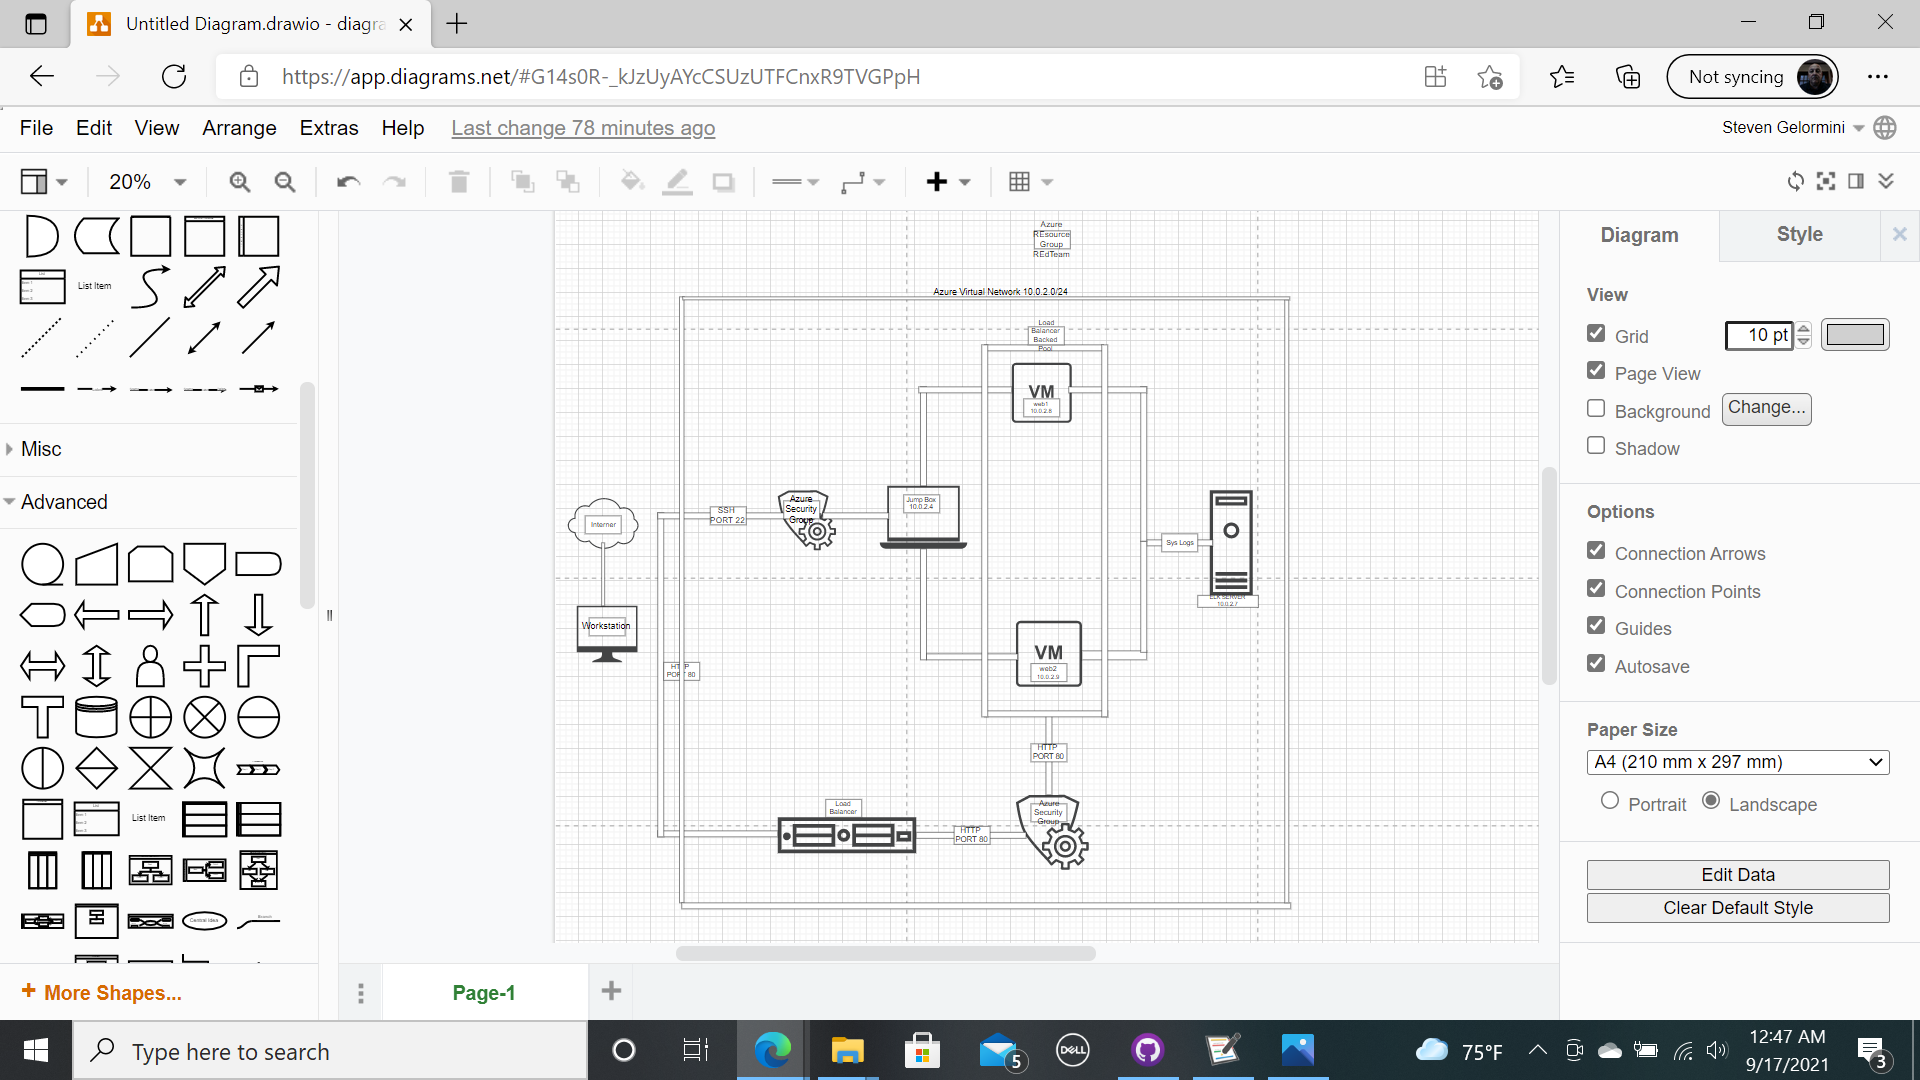 Untitled Diagram.drawio - diagra
https://app.diagrams.net/#G14s0R-_kJzUyAYcCSUzUTFCnxR9TVGPpH
Not syncing
File Edit View Arrange Extras Help Last change 78 minutes ago
Steven Gelormini
20%
List Item
Misc
Advanced
List Item
Central Idea
More Shapes...
Azure
REsource
Group
REdTeam
Azure Virtual Network 10.0.2.0/24
Load
Balancer
Backed
Pool
VM
web1
10.0.2.8
Internet
SSH
PORT 22
Azure
Security
Group
Jump Box
10.0.2.4
Sys Logs
ELK SERVER
10.0.2.7
Workstation
HTTP
PORT 80
VM
web2
10.0.2.9
HTTP
PORT 80
Load
Balancer
HTTP
PORT 80
Azure
Security
Group
Page-1
Diagram
Style
View
Grid
10 pt
Page View
Background
Change...
Shadow
Options
Connection Arrows
Connection Points
Guides
Autosave
Paper Size
A4 (210 mm x 297 mm)
Portrait
Landscape
Edit Data
Clear Default Style
Type here to search
5
DELL
75°F
12:47 AM
9/17/2021
3